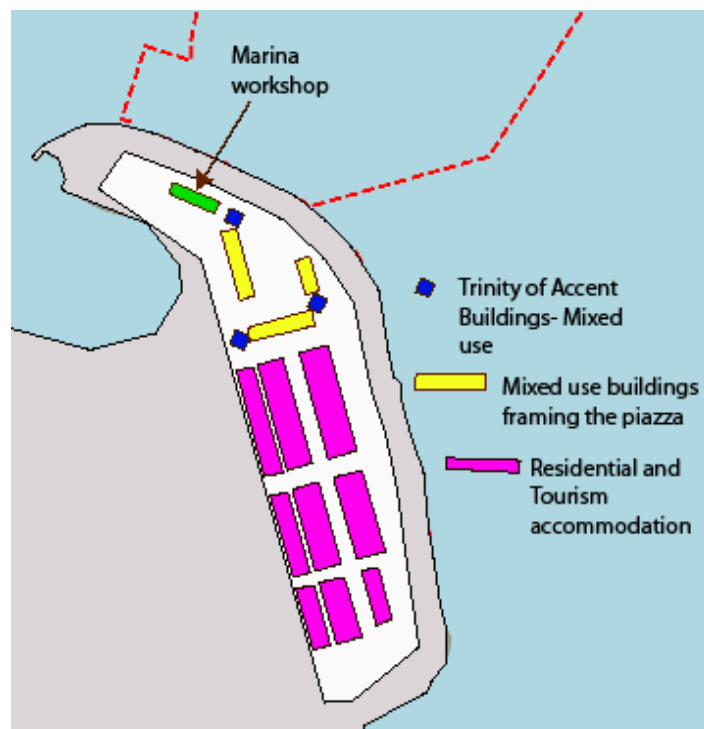 Marina
workshop
Trinity of Accent
Buildings- Mixed
use
Mixed use buildings
framing the piazza
Residential and
Tourism
accommodation